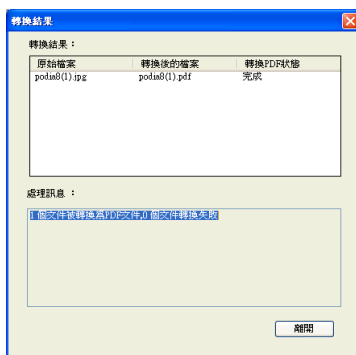 轉換結果
轉換結果：
原始檔案 轉換後的檔案 轉換PDF狀態
podia8(1).jpg podia8(1).pdf 完成
處理訊息 ：
1 個文件被轉換為PDF文件,0 個文件轉換失敗
離開